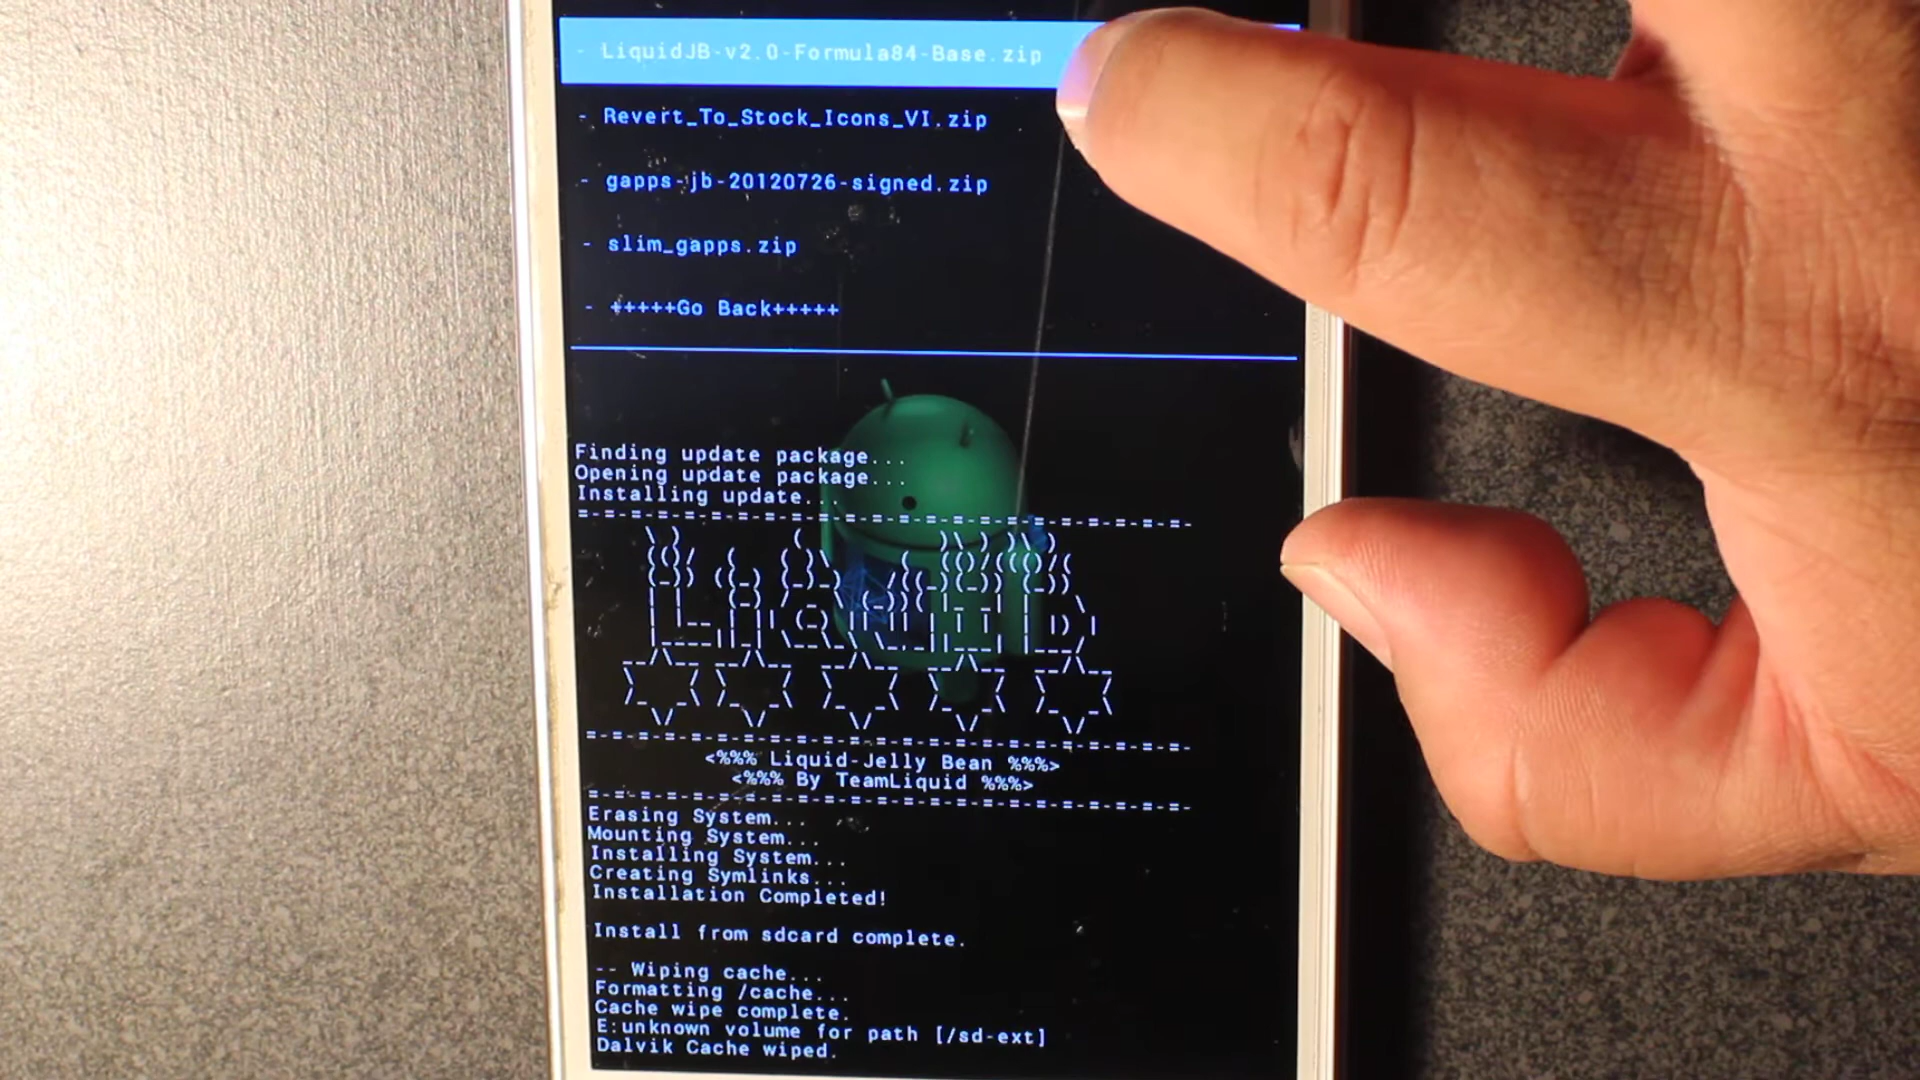 - LiquidJB-v2.0-Formula84-Base.zip
- Revert_To_Stock_Icons_VI.zip
- gapps-jb-20120726-signed.zip
- slim_gapps.zip
- +++++Go Back+++++
Finding update package...
Opening update package...
Installing update...
LiquiD
<%%% Liquid-Jelly Bean %%%>
<%%% By TeamLiquid %%%>
Erasing System...
Mounting System...
Installing System...
Creating Symlinks...
Installation Completed!
Install from sdcard complete.
-- Wiping cache...
Formatting /cache...
Cache wipe complete.
E:unknown volume for path [/sd-ext]
Dalvik Cache wiped.